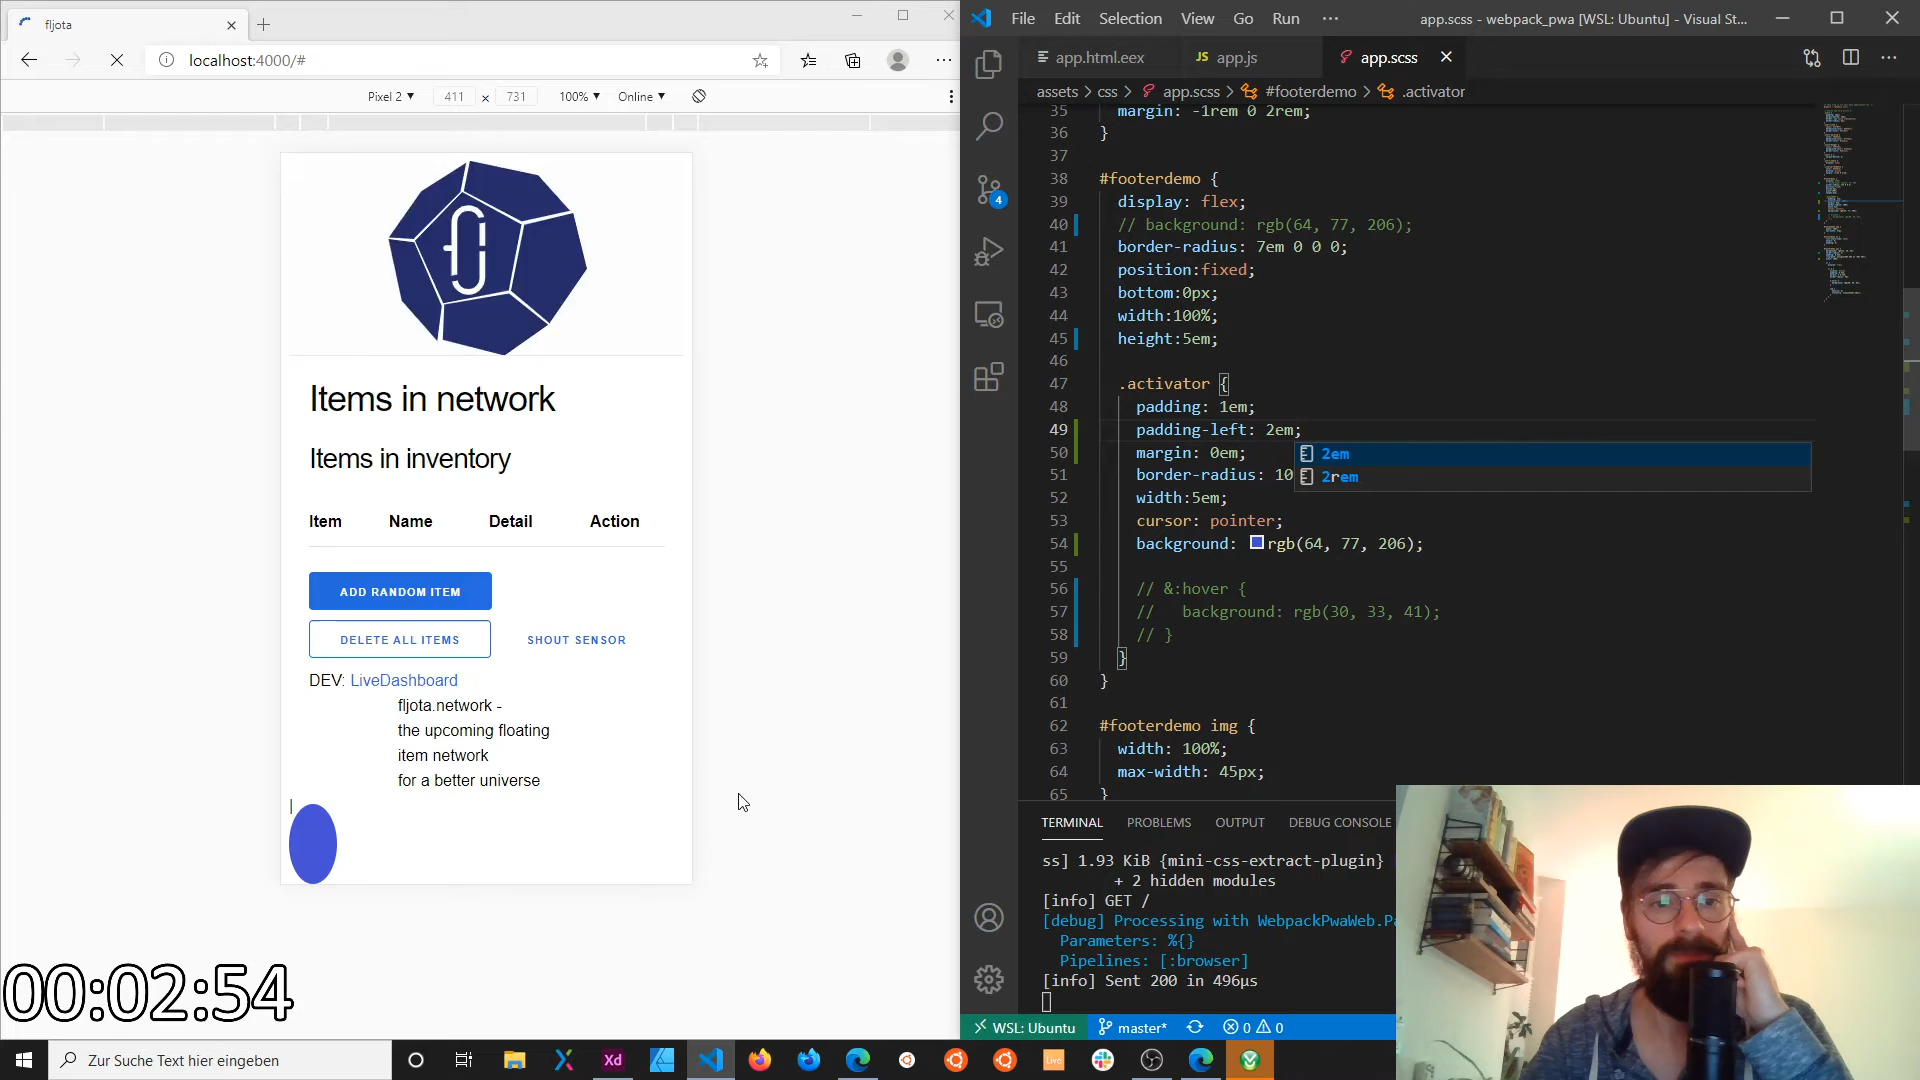 fljota
localhost:4000/#
Pixel 2 ▾ 411 × 731 100% ▾ Online ▾
Items in network
Items in inventory
Item Name Detail Action
ADD RANDOM ITEM
DELETE ALL ITEMS SHOUT SENSOR
DEV: LiveDashboard
fljota.network -
the upcoming floating
item network
for a better universe
00:02:54
Zur Suche Text hier eingeben
File Edit Selection View Go Run ··· app.scss - webpack_pwa [WSL: Ubuntu] - Visual St...
app.html.eex JS app.js app.scss
assets > css > app.scss > #footerdemo > .activator
4
35 margin: -1rem 0 2rem;
36 }
37
38 #footerdemo {
39 display: flex;
40 // background: rgb(64, 77, 206);
41 border-radius: 7em 0 0 0;
42 position:fixed;
43 bottom:0px;
44 width:100%;
45 height:5em;
46
47 .activator {
48 padding: 1em;
49 padding-left: 2em;
50 margin: 0em;
2em
51 border-radius: 10
2rem
52 width:5em;
53 cursor: pointer;
54 background: rgb(64, 77, 206);
55
56 // &:hover {
57 //   background: rgb(30, 33, 41);
58 // }
59 }
60 }
61
62 #footerdemo img {
63 width: 100%;
64 max-width: 45px;
65 }
TERMINAL PROBLEMS OUTPUT DEBUG CONSOLE
ss] 1.93 KiB {mini-css-extract-plugin}
+ 2 hidden modules
[info] GET /
[debug] Processing with WebpackPwaWeb.Pa
Parameters: %{}
Pipelines: [:browser]
[info] Sent 200 in 496µs
WSL: Ubuntu master* 0 0
Xd
Live